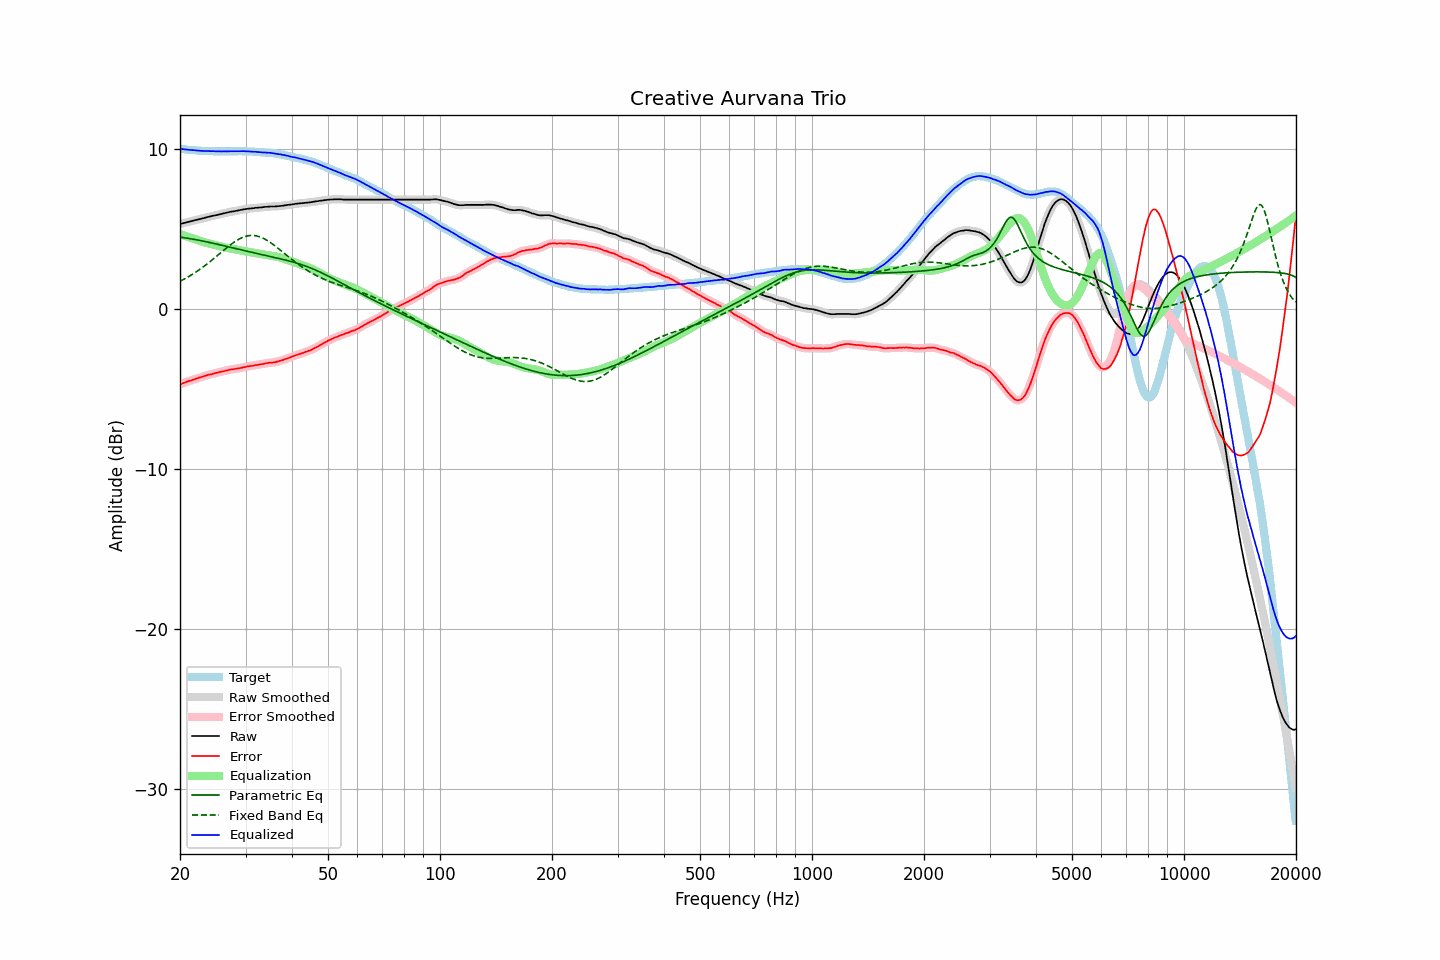 Creative Aurvana Trio
10
0
−10
−20
−30
Amplitude (dBr)
Target
Raw Smoothed
Error Smoothed
Raw
Error
Equalization
Parametric Eq
Fixed Band Eq
Equalized
20 50 100 200 500 1000 2000 5000 10000 20000
Frequency (Hz)